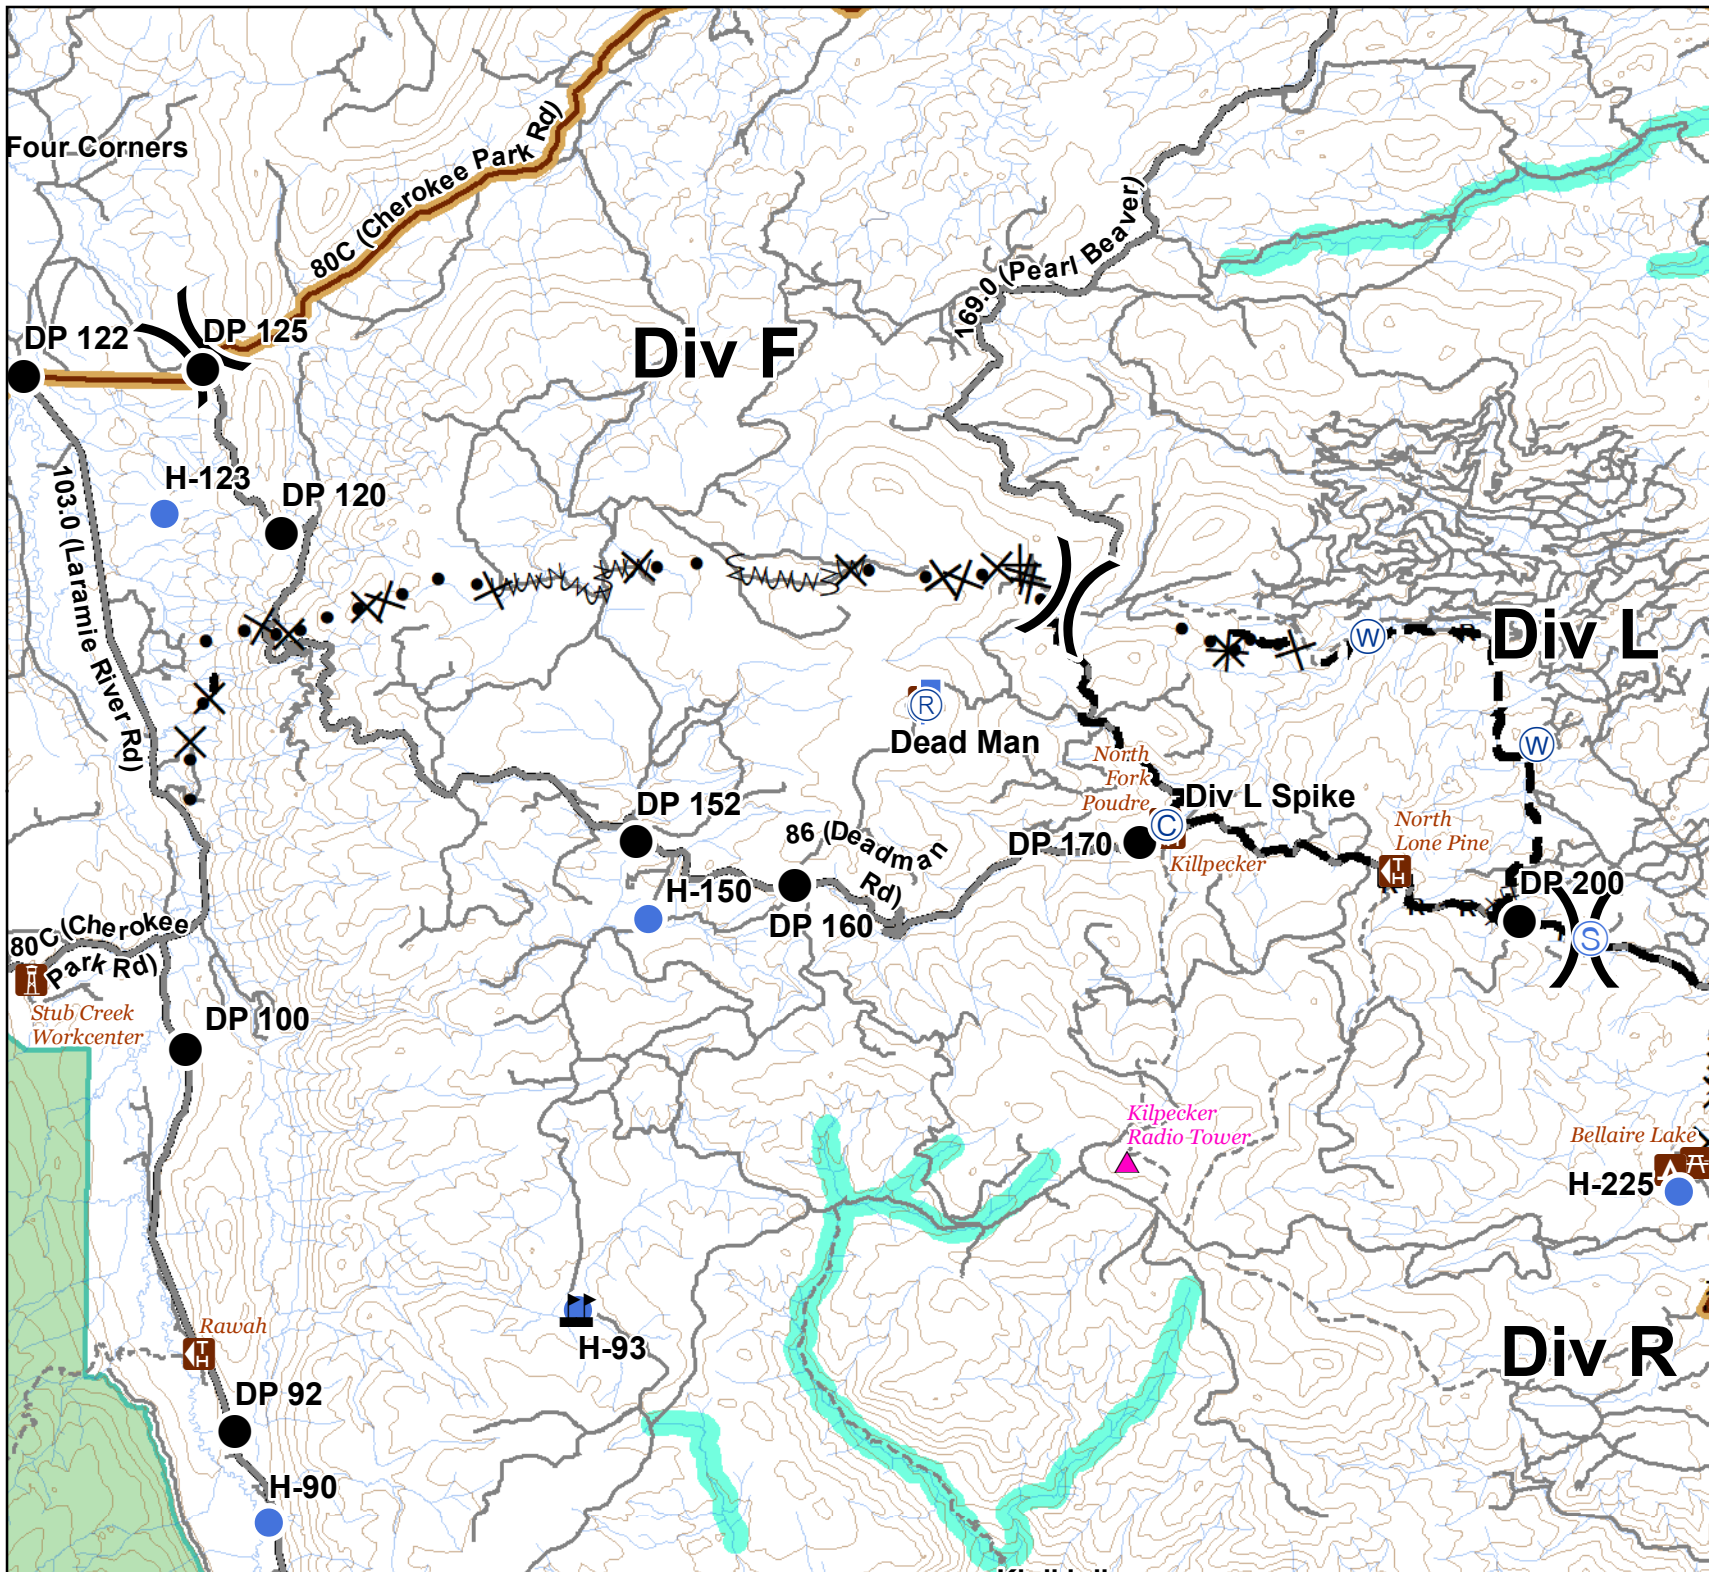 Four Corners
80C (Cherokee Park Rd)
169.0 (Pearl Beaver)
DP 122
DP 125
Div F
H-123
DP 120
103.0 (Laramie River Rd)
Div L
W
R
W
R
Dead Man
North
Fork
Poudre
Div L Spike
C
DP 152
86 (Deadman
Rd)
DP 170
Killpecker
North
Lone Pine
TH
H-150
DP 160
DP 200
R
R
R
S
80C (Cherokee
Park Rd)
Stub Creek
Workcenter
DP 100
Kilpecker
Radio Tower
Bellaire Lake
H-225
Rawah
TH
H-93
Div R
DP 92
H-90